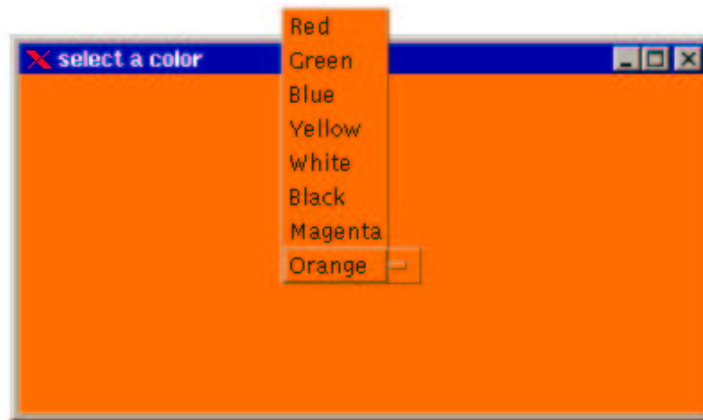 select a color
Red
Green
Blue
Yellow
White
Black
Magenta
Orange